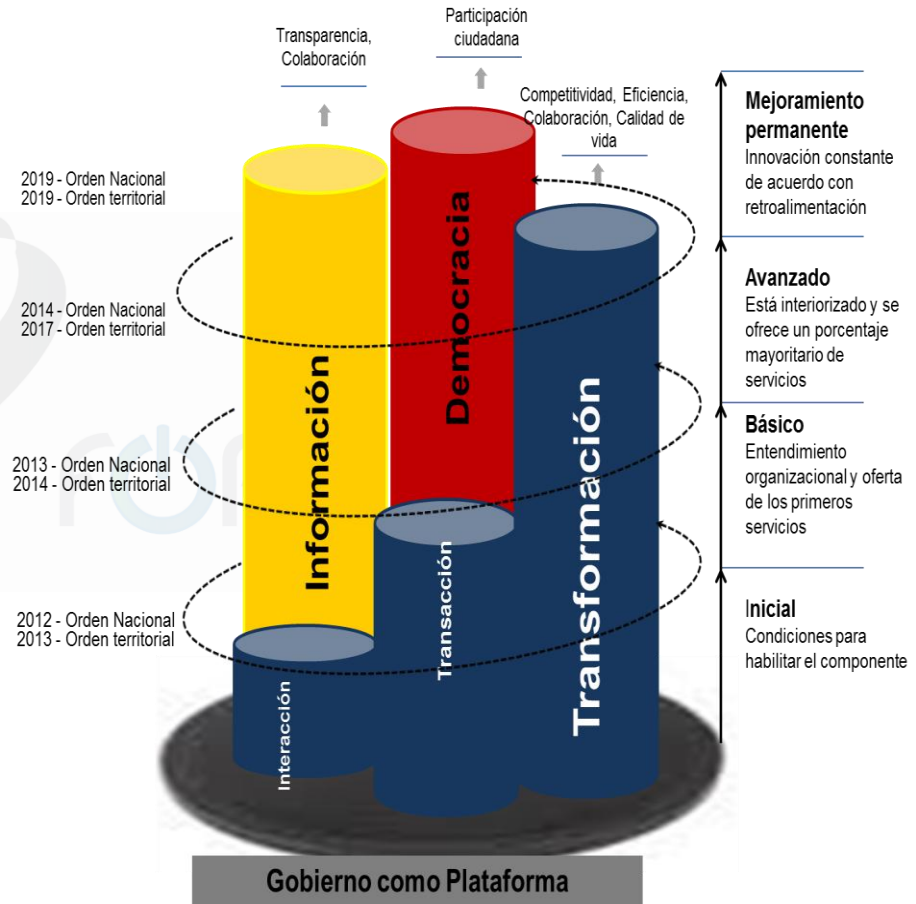 Transparencia,
Colaboración
Participación
ciudadana
Competitividad, Eficiencia,
Colaboración, Calidad de
vida
2019 - Orden Nacional
2019 - Orden territorial
2014 - Orden Nacional
2017 - Orden territorial
2013 - Orden Nacional
2014 - Orden territorial
2012 - Orden Nacional
2013 - Orden territorial
Información
Democracia
Transformación
Transacción
Interacción
Mejoramiento
permanente
Innovación constante
de acuerdo con
retroalimentación
Avanzado
Está interiorizado y se
ofrece un porcentaje
mayoritario de
servicios
Básico
Entendimiento
organizacional y oferta
de los primeros
servicios
Inicial
Condiciones para
habilitar el componente
Gobierno como Plataforma